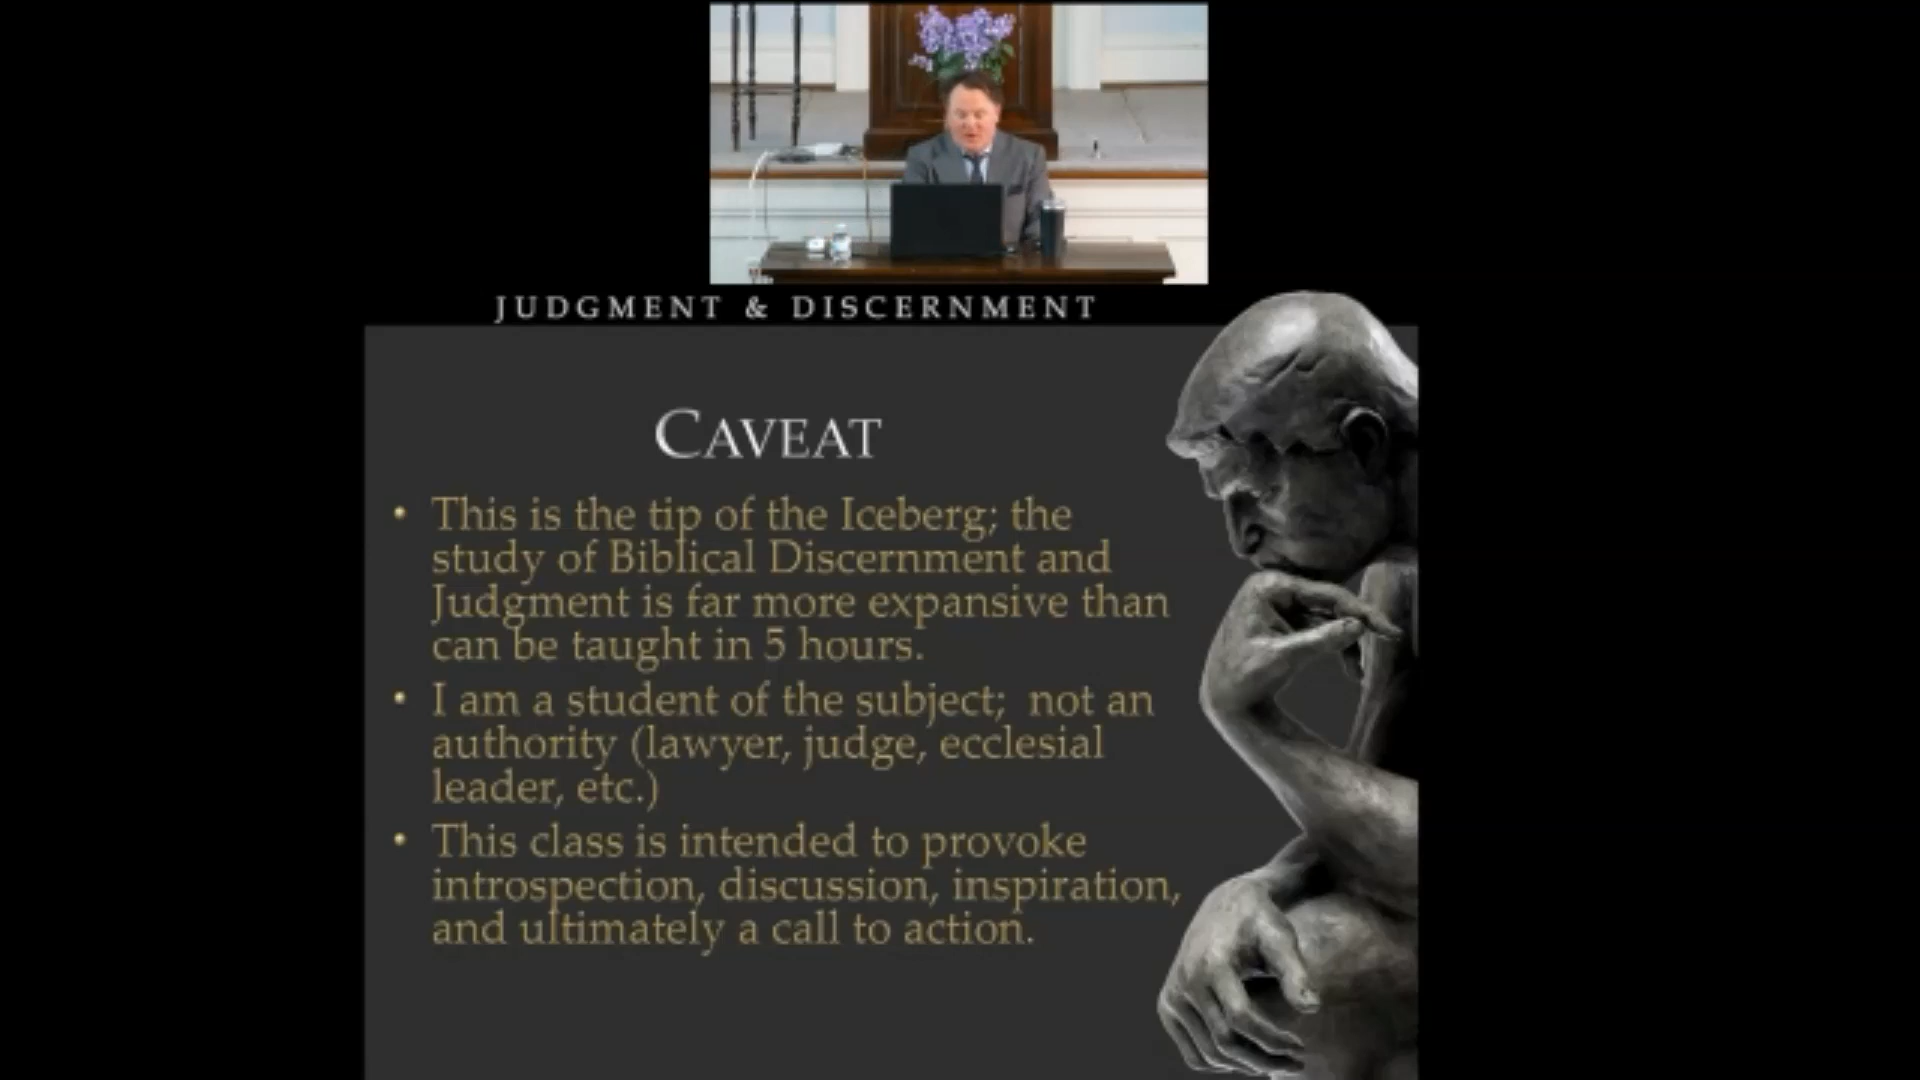 JUDGMENT & DISCERNMENT
CAVEAT
• This is the tip of the Iceberg; the
study of Biblical Discernment and
Judgment is far more expansive than
can be taught in 5 hours.
• I am a student of the subject; not an
authority (lawyer, judge, ecclesial
leader, etc.)
• This class is intended to provoke
introspection, discussion, inspiration,
and ultimately a call to action.